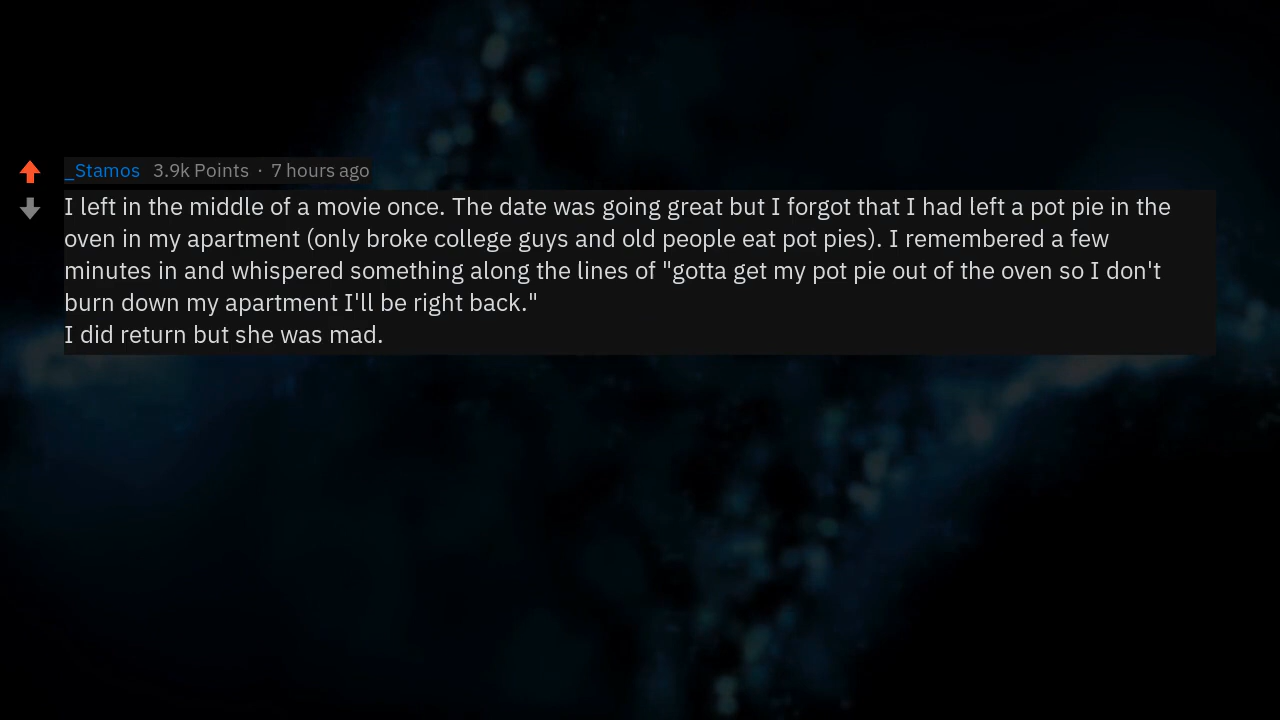 _Stamos 3.9k Points · 7 hours ago
I left in the middle of a movie once. The date was going great but I forgot that I had left a pot pie in the
oven in my apartment (only broke college guys and old people eat pot pies). I remembered a few
minutes in and whispered something along the lines of "gotta get my pot pie out of the oven so I don't
burn down my apartment I'll be right back."
I did return but she was mad.